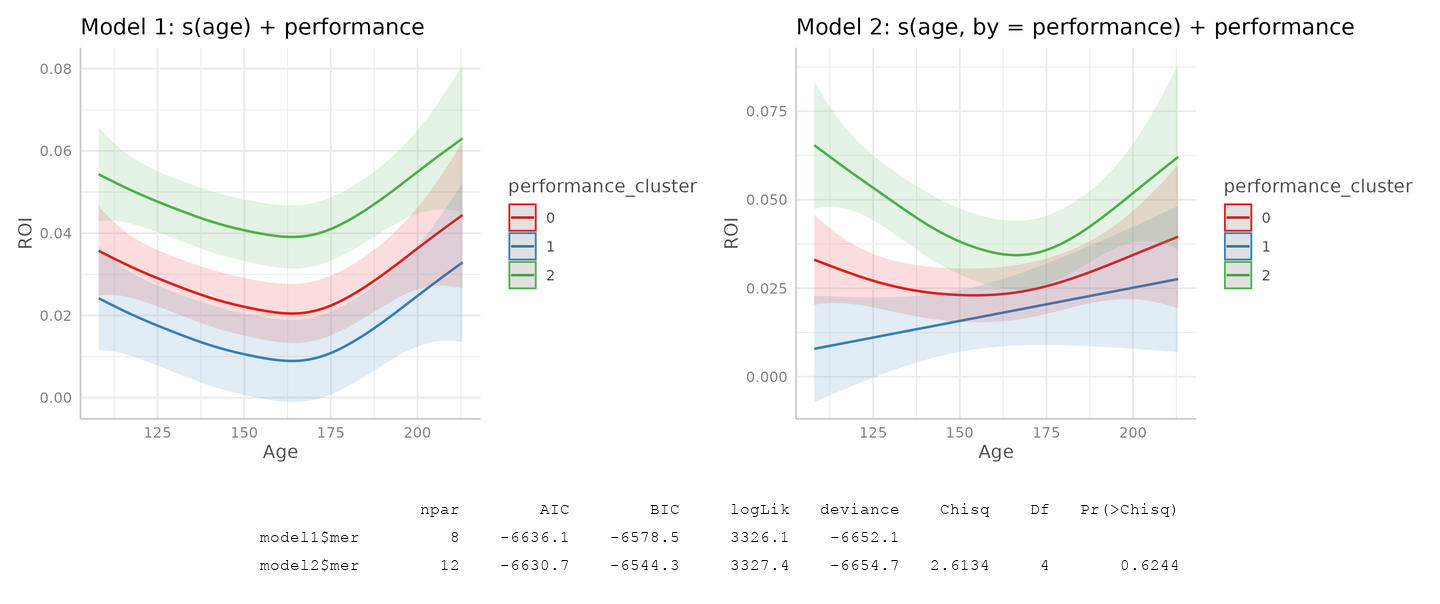 Model 1: s(age) + performance
0.08
0.06
0.04
0.02
0.00
ROI
125 150 175 200
Age
performance_cluster
0
1
2
Model 2: s(age, by = performance) + performance
0.075
0.050
0.025
0.000
ROI
125 150 175 200
Age
performance_cluster
0
1
2
npar AIC BIC logLik deviance Chisq Df Pr(>Chisq)
model1$mer 8 -6636.1 -6578.5 3326.1 -6652.1
model2$mer 12 -6630.7 -6544.3 3327.4 -6654.7 2.6134 4 0.6244